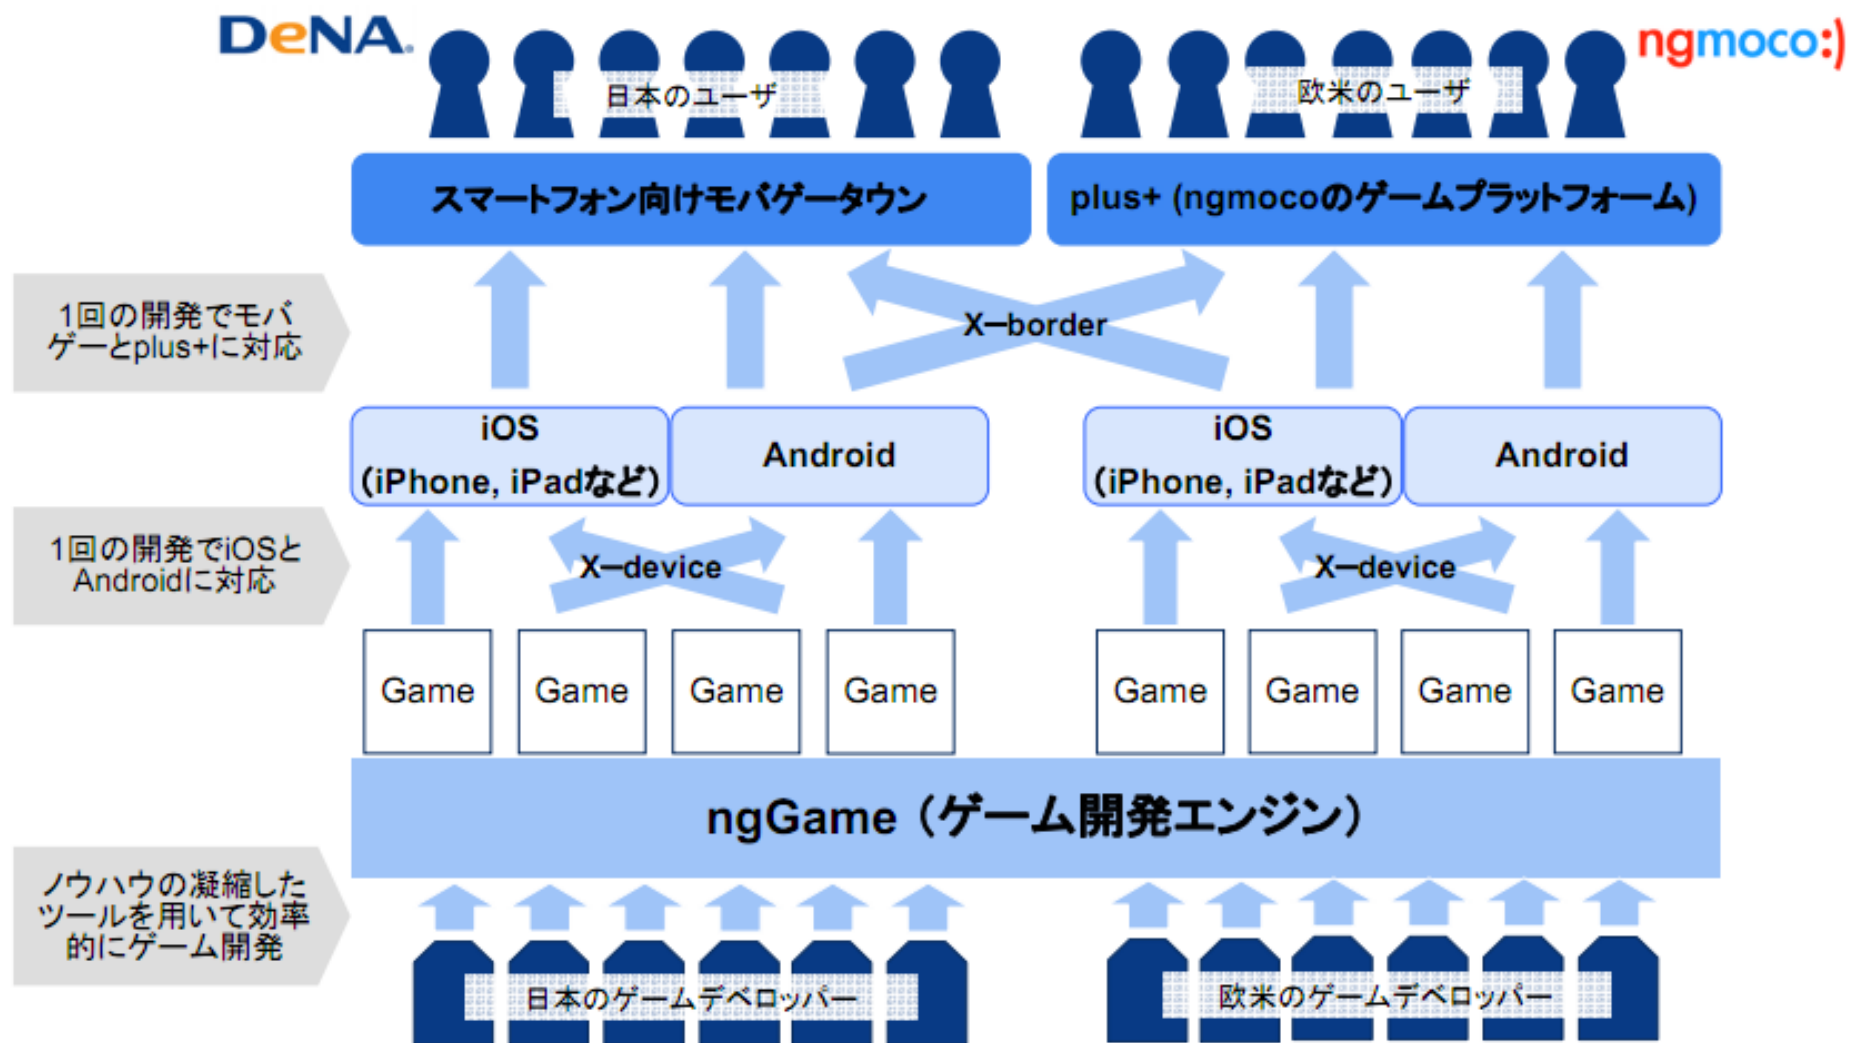 DeNA.
ngmoco:)
日本のユーザ
欧米のユーザ
スマートフォン向けモバゲータウン
plus+ (ngmocoのゲームプラットフォーム)
1回の開発でモバ
ゲーとplus+に対応
X−border
iOS
(iPhone, iPadなど)
Android
iOS
(iPhone, iPadなど)
Android
1回の開発でiOSと
Androidに対応
X−device
X−device
Game
Game
Game
Game
Game
Game
Game
Game
ngGame（ゲーム開発エンジン）
ノウハウの凝縮した
ツールを用いて効率
的にゲーム開発
日本のゲームデベロッパー
欧米のゲームデベロッパー